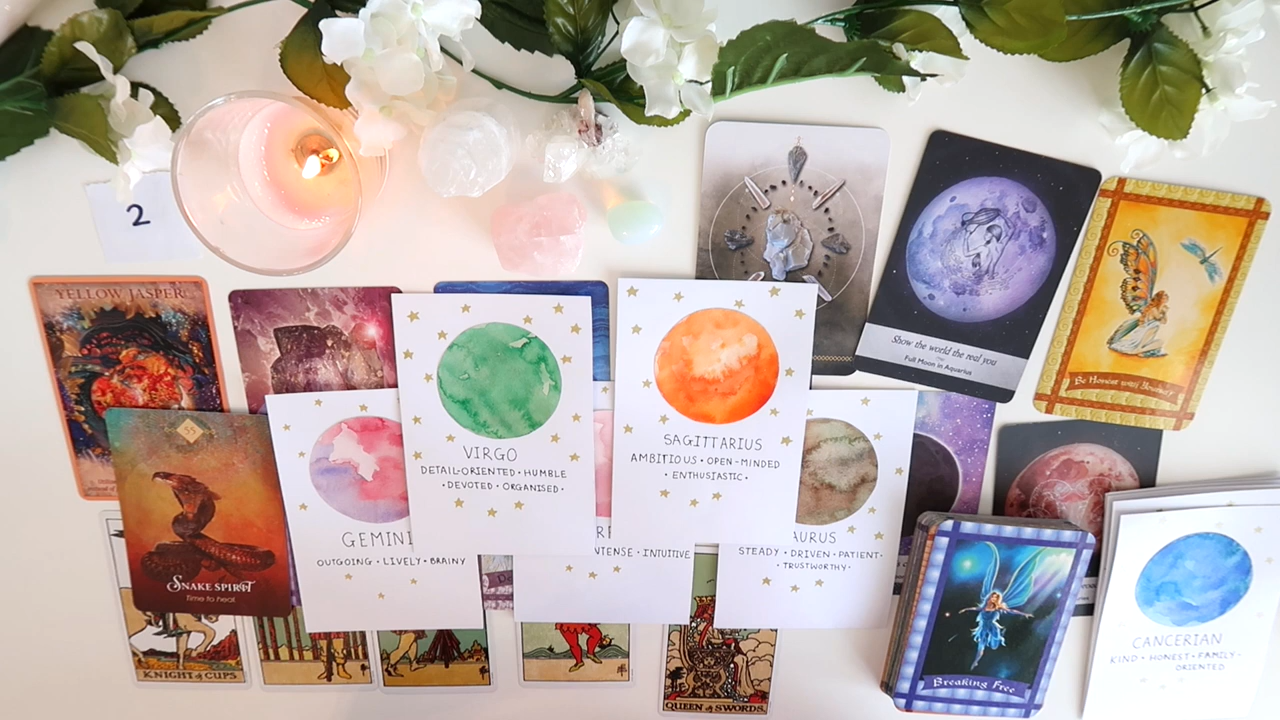 2
YELLOW JASPER
Show the world the real you
Full Moon in Aquarius
Be Honest with Yourself
55
SNAKE SPIRIT
Time to heal
GEMINI
OUTGOING • LIVELY • BRAINY
VIRGO
DETAIL-ORIENTED • HUMBLE
• DEVOTED • ORGANISED •
SAGITTARIUS
AMBITIOUS • OPEN-MINDED
• ENTHUSIASTIC •
NTENSE • INTUITIVE
AURUS
STEADY • DRIVEN • PATIENT •
• TRUSTWORTHY •
CANCERIAN
KIND • HONEST • FAMILY-
ORIENTED
Breaking Free
KNIGHT of CUPS
QUEEN of SWORDS